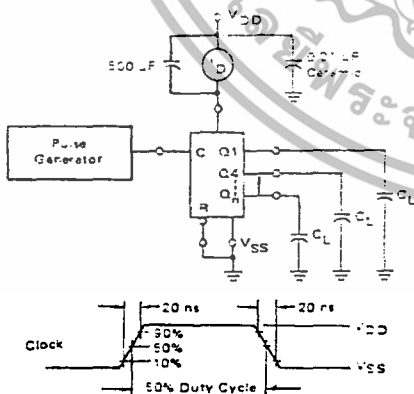 VDD
500 µF
ID
0.01 µF
Ceramic
Pulse
Generator
C
Q1
Q4
Qn
R
VSS
CL
CL
CL
20 ns
20 ns
Clock
90%
50%
10%
VDD
VSS
50% Duty Cycle